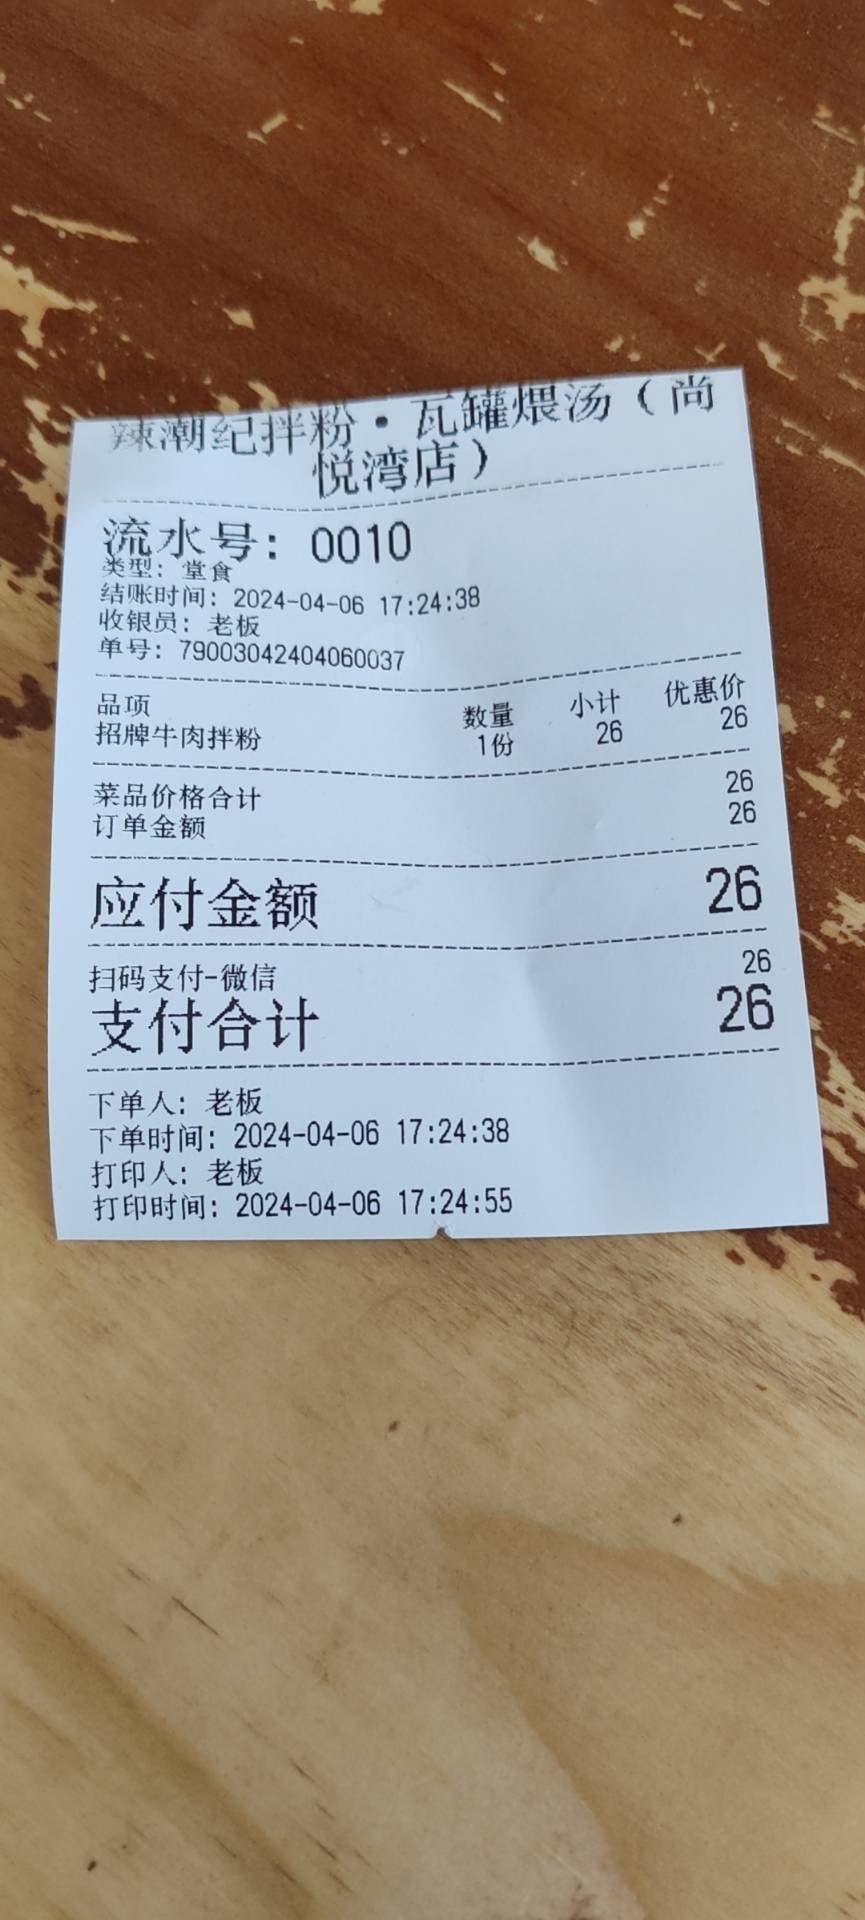 辣潮纪拌粉·瓦罐煨汤（尚
悦湾店）
流水号: 0010
类型: 堂食
结账时间: 2024-04-06 17:24:38
收银员: 老板
单号: 79003042404060037
品项 数量 小计 优惠价
招牌牛肉拌粉 1份 26 26
菜品价格合计 26
订单金额 26
应付金额 26
扫码支付-微信 26
支付合计 26
下单人: 老板
下单时间: 2024-04-06 17:24:38
打印人: 老板
打印时间: 2024-04-06 17:24:55